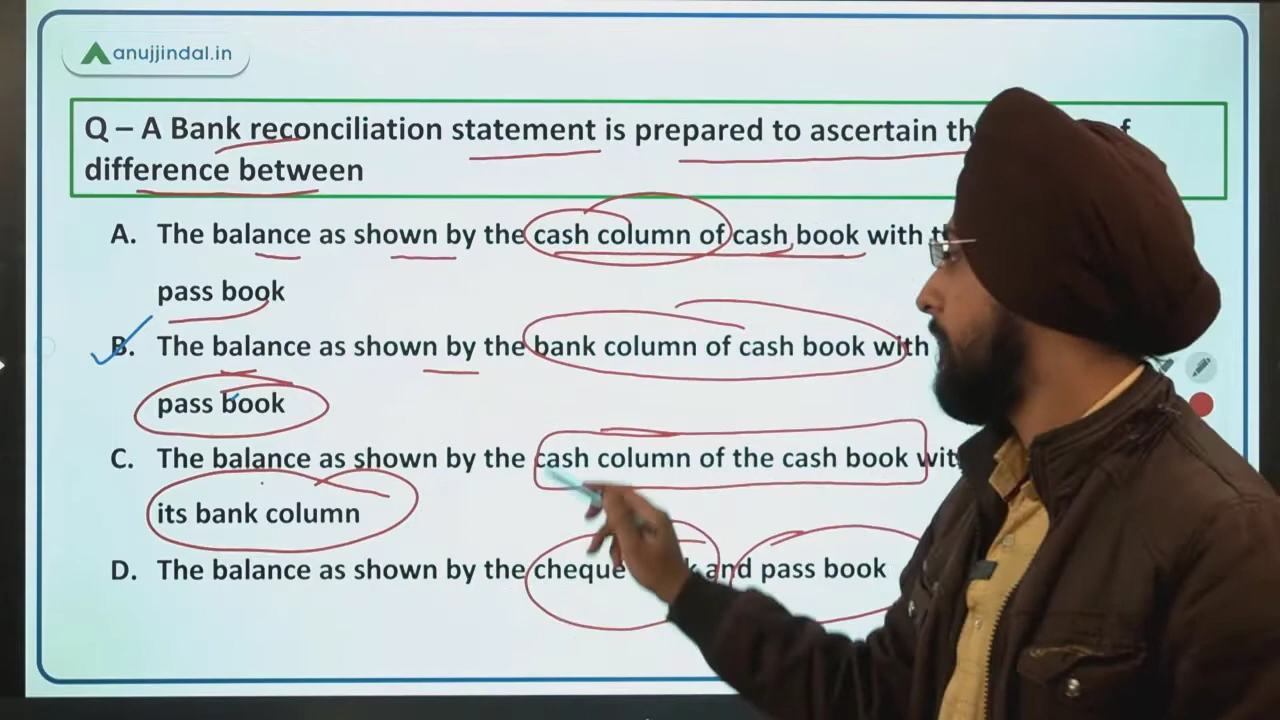 anujjindal.in
Q – A Bank reconciliation statement is prepared to ascertain
difference between
A. The balance as shown by the cash column of cash book with
pass book
B. The balance as shown by the bank column of cash book with
pass book
C. The balance as shown by the cash column of the cash book
its bank column
D. The balance as shown by the cheque and pass book